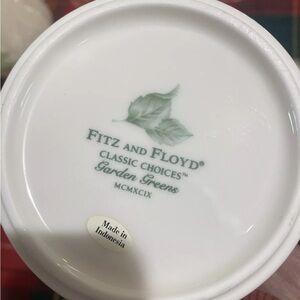 FITZ AND FLOYD®
CLASSIC CHOICES™
Garden Greens
MCMXCIX
Made in
Indonesia